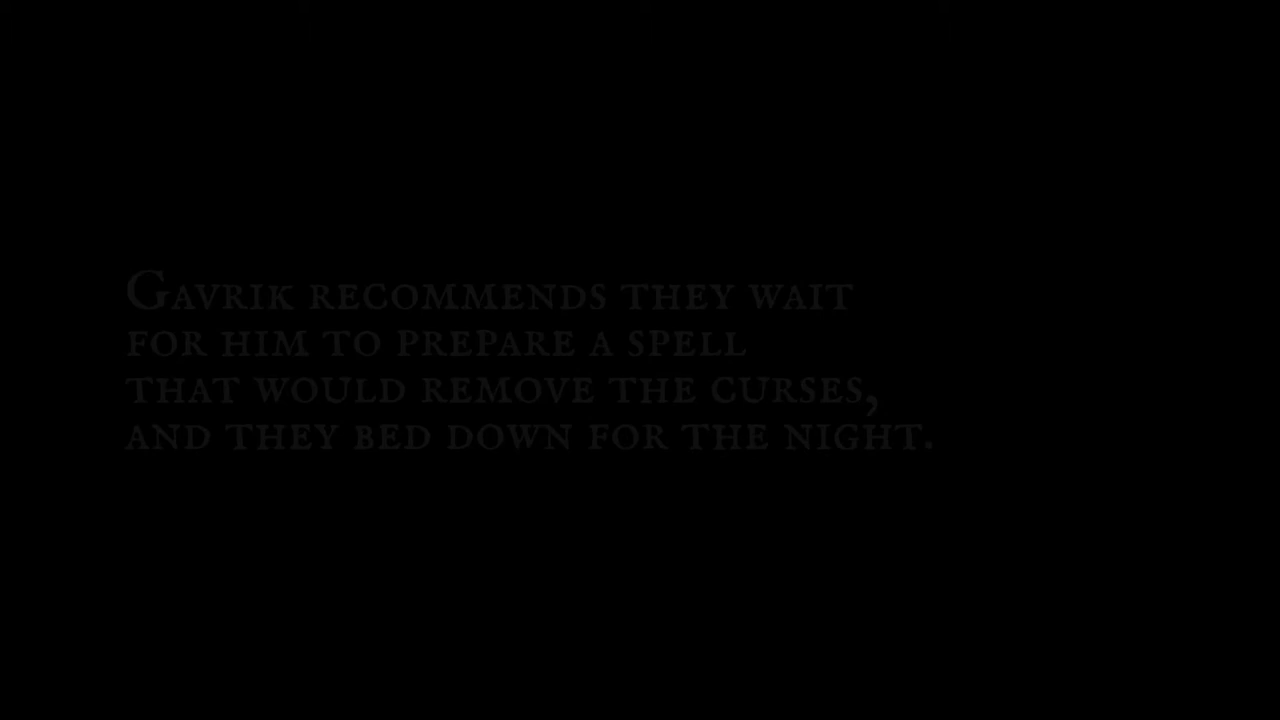 Gavrik recommends they wait
for him to prepare a spell
that would remove the curses,
and they bed down for the night.